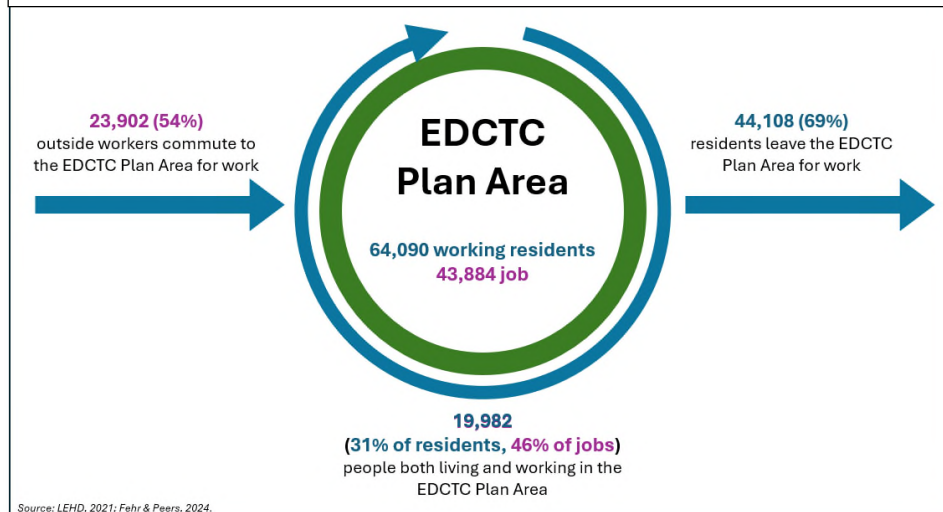 23,902 (54%)
outside workers commute to
the EDCTC Plan Area for work
EDCTC
Plan Area
64,090 working residents
43,884 job
44,108 (69%)
residents leave the EDCTC
Plan Area for work
19,982
(31% of residents, 46% of jobs)
people both living and working in the
EDCTC Plan Area
Source: LEHD, 2021; Fehr & Peers, 2024.